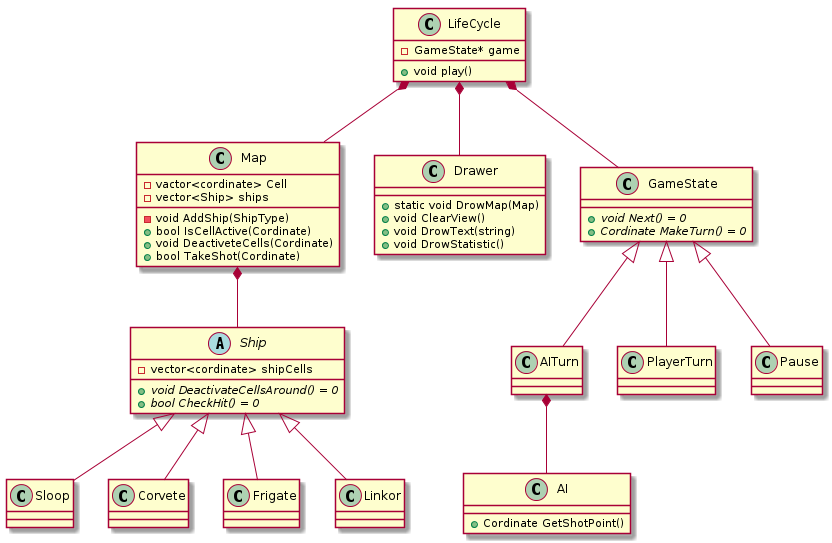 C LifeCycle
GameState* game
void play()
C Map
vactor<cordinate> Cell
vector<Ship> ships
void AddShip(ShipType)
bool IsCellActive(Cordinate)
void DeactiveteCells(Cordinate)
bool TakeShot(Cordinate)
C Drawer
static void DrowMap(Map)
void ClearView()
void DrowText(string)
void DrowStatistic()
C GameState
void Next() = 0
Cordinate MakeTurn() = 0
A Ship
vector<cordinate> shipCells
void DeactivateCellsAround() = 0
bool CheckHit() = 0
C AITurn
C PlayerTurn
C Pause
C Sloop
C Corvete
C Frigate
C Linkor
C AI
Cordinate GetShotPoint()